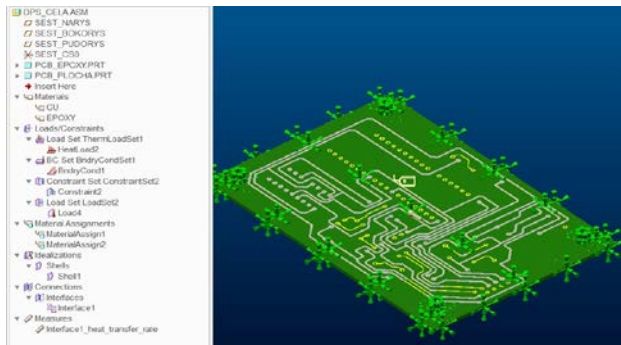 DPS_CELA.ASM
SEST_NARYS
SEST_BOKORYS
SEST_PUDORYS
SEST_CS0
PCB_EPOXY.PRT
PCB_PLOCHA.PRT
Insert Here
Materials
CU
EPOXY
Loads/Constraints
Load Set ThermLoadSet1
HeatLoad2
BC Set BndryCondSet1
BndryCond1
Constraint Set ConstraintSet2
Constraint2
Load Set LoadSet2
Load4
Material Assignments
MaterialAssign1
MaterialAssign2
Idealizations
Shells
Shell1
Connections
Interfaces
Interface1
Measures
Interface1_heat_transfer_rate